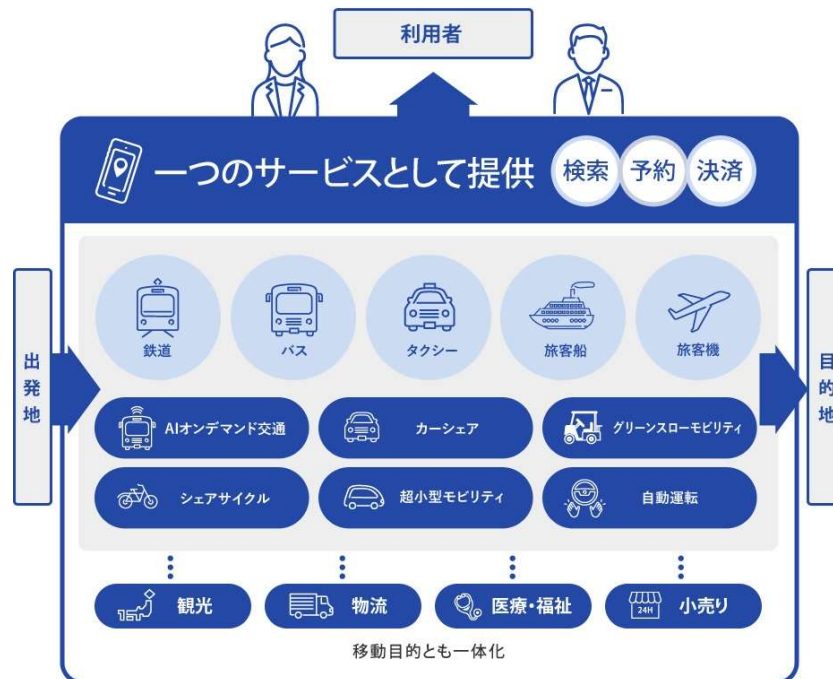 利用者
一つのサービスとして提供
検索
予約
決済
出発地
鉄道
バス
タクシー
旅客船
旅客機
目的地
AIオンデマンド交通
カーシェア
グリーンスローモビリティ
シェアサイクル
超小型モビリティ
自動運転
観光
物流
医療・福祉
24H
小売り
移動目的とも一体化